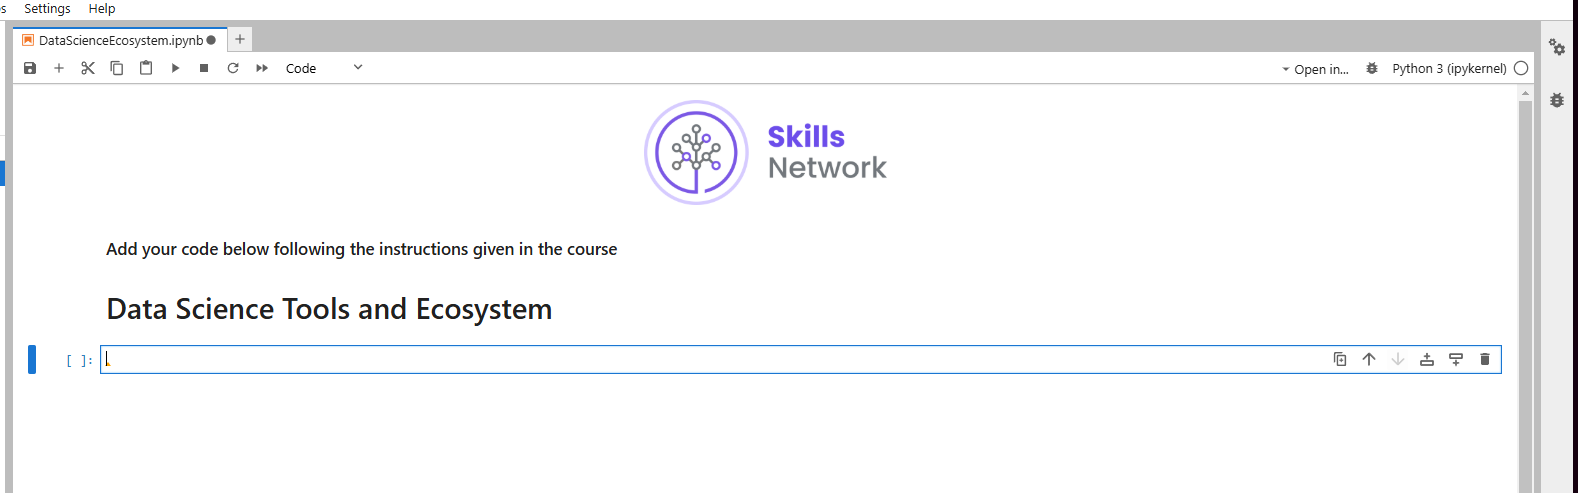 s Settings Help
DataScienceEcosystem.ipynb
Code Open in... Python 3 (ipykernel)
Skills
Network
Add your code below following the instructions given in the course
Data Science Tools and Ecosystem
[ ]: